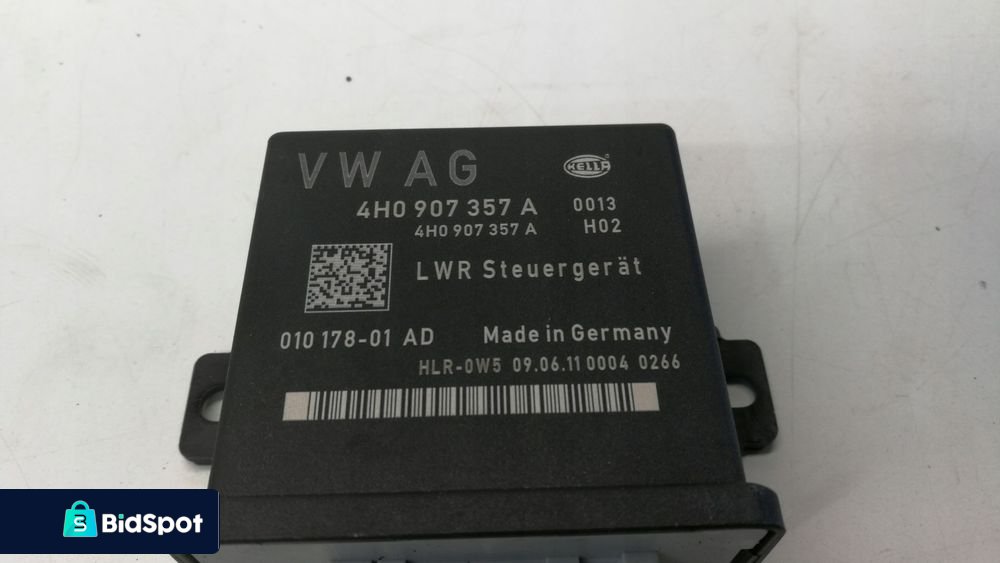 VW AG
HELLA
4H0 907 357 A 0013
4H0 907 357 A H02
LWR Steuergerät
010 178-01 AD Made in Germany
HLR-0W5 09.06.11 0004 0266
BidSpot